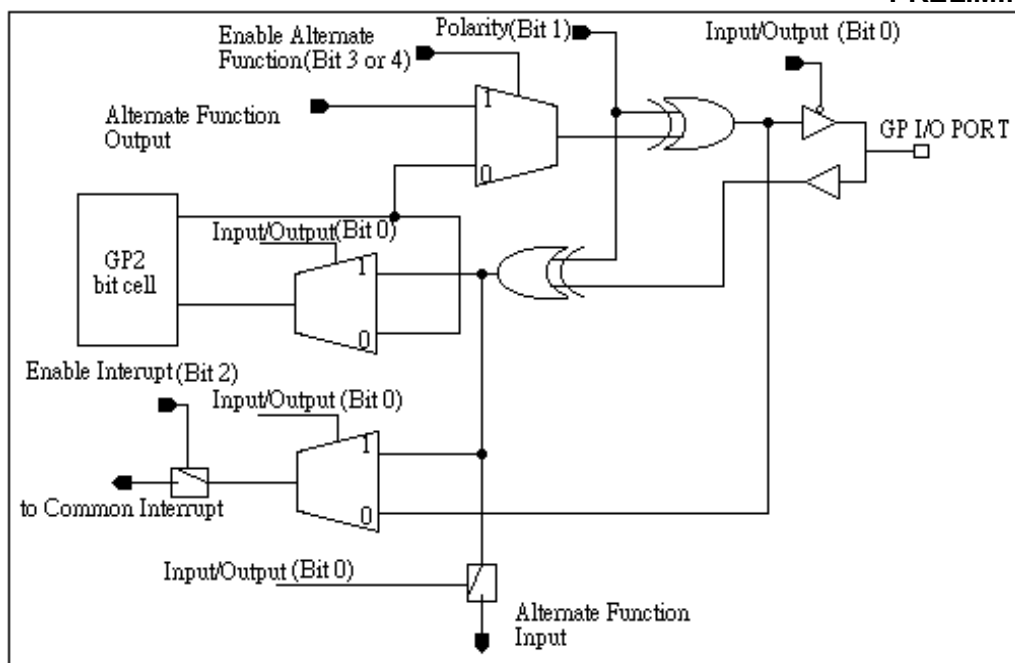 Enable Alternate
Function(Bit 3 or 4)
Polarity(Bit 1)
Input/Output (Bit 0)
Alternate Function
Output
1
0
GP I/O PORT
GP2
bit cell
Input/Output(Bit 0)
1
0
Enable Interupt(Bit 2)
Input/Output (Bit 0)
1
0
to Common Interrupt
Input/Output (Bit 0)
Alternate Function
Input